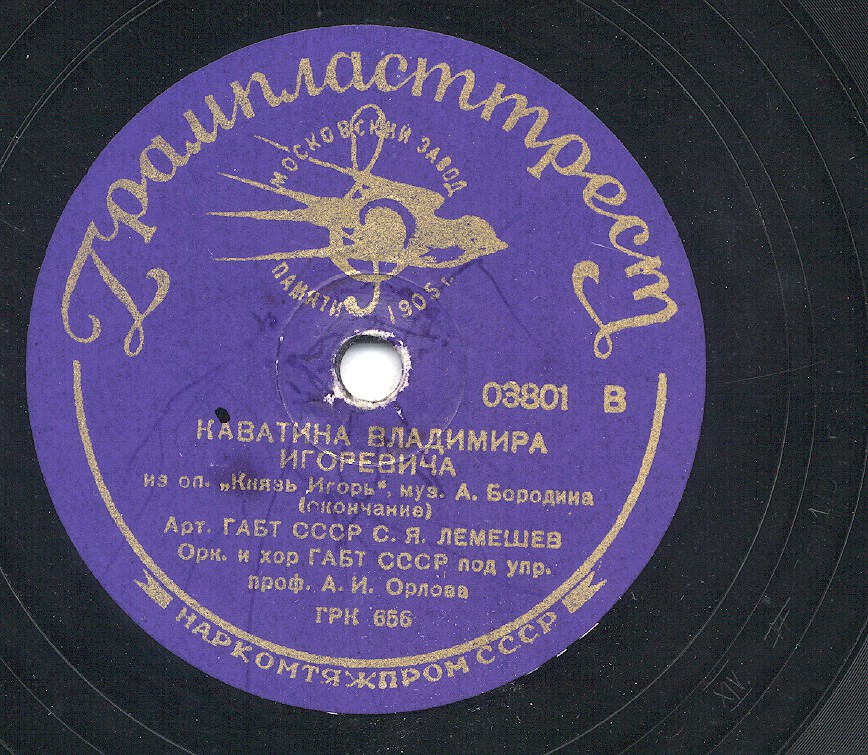 Грампласттрест
МОСКОВСКИЙ ЗАВОД
ПАМЯТИ 1905 г.
03801 В
КАВАТИНА ВЛАДИМИРА
ИГОРЕВИЧА
из оп. „Князь Игорь“, муз. А. Бородина
(окончание)
Арт. ГАБТ СССР С. Я. ЛЕМЕШЕВ
Орк. и хор ГАБТ СССР под упр.
проф. А. И. Орлова
ГРК 656
НАРКОМТЯЖПРОМ СССР
XIV